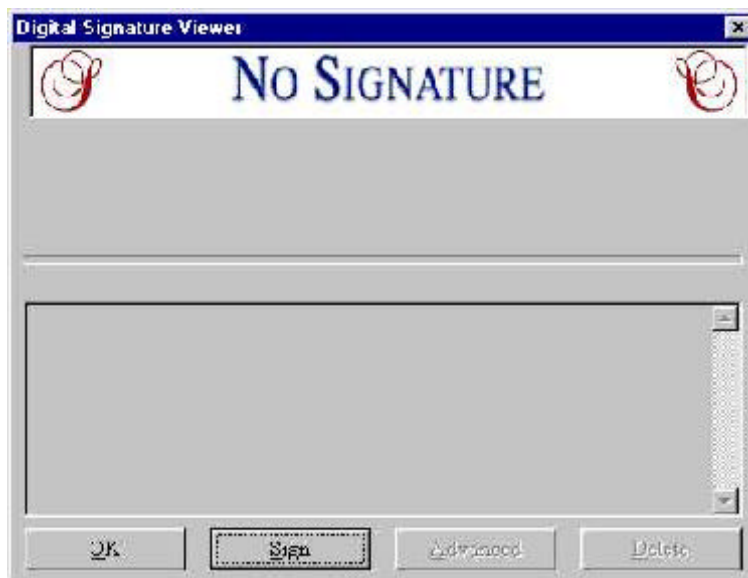 Digital Signature Viewer
NO SIGNATURE
OK
Sign
Advanced
Delete